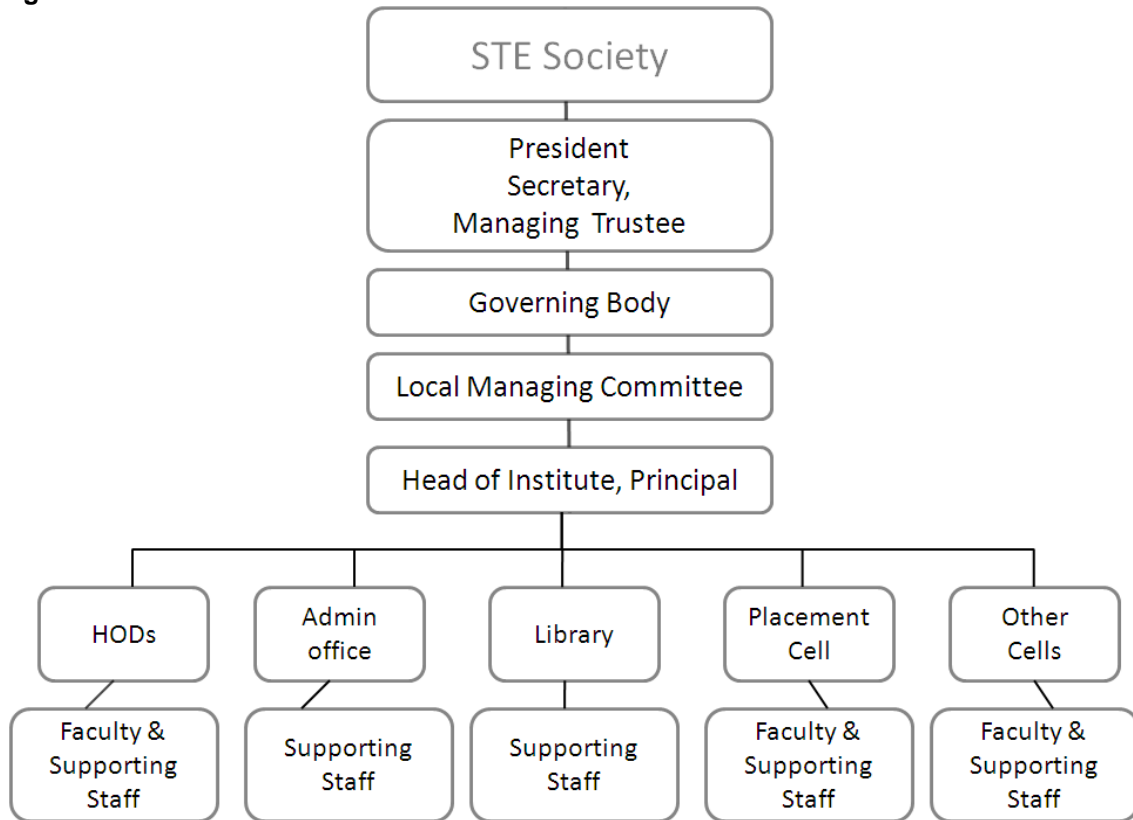 g
STE Society
President
Secretary,
Managing Trustee
Governing Body
Local Managing Committee
Head of Institute, Principal
HODs
Admin
office
Library
Placement
Cell
Other
Cells
Faculty &
Supporting
Staff
Supporting
Staff
Supporting
Staff
Faculty &
Supporting
Staff
Faculty &
Supporting
Staff